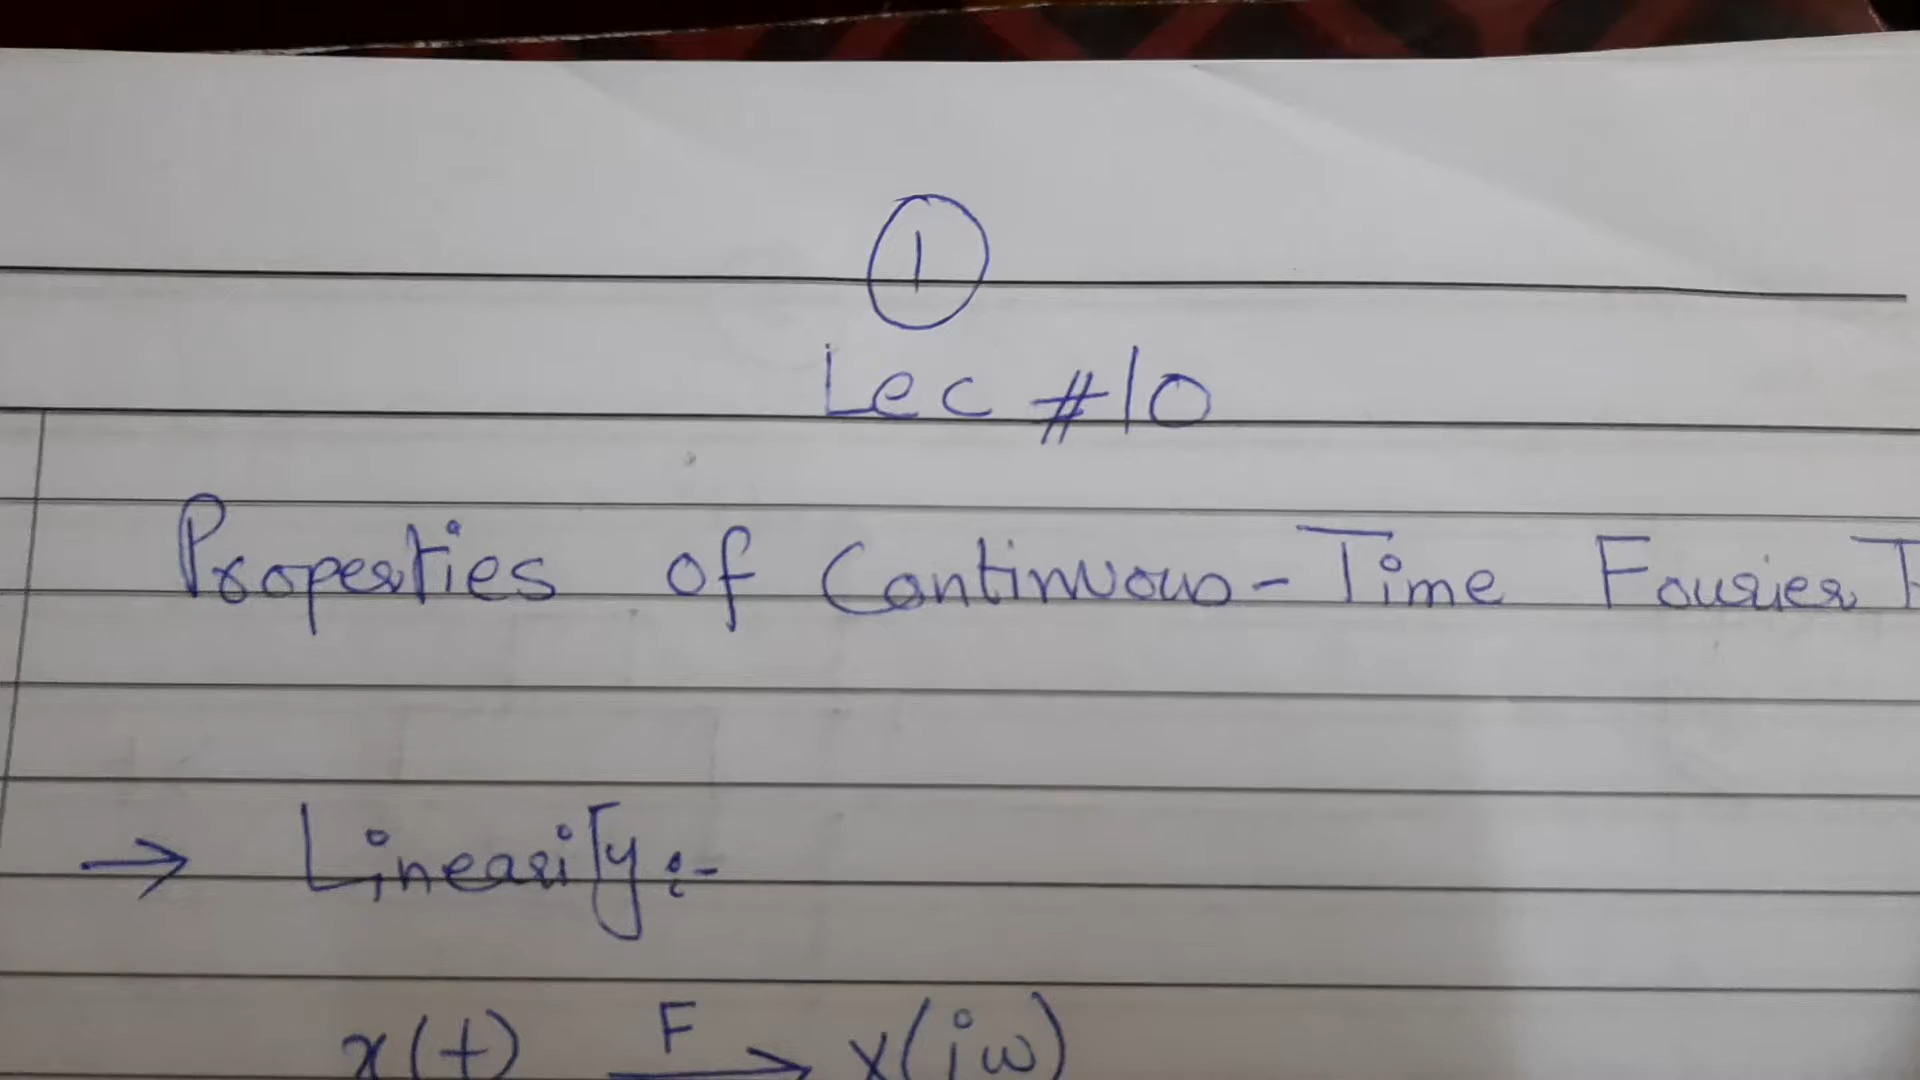 1
Lec #10
Properties of Continuous-Time Fourier
→ Linearity:-
x(t) F→ X(jω)